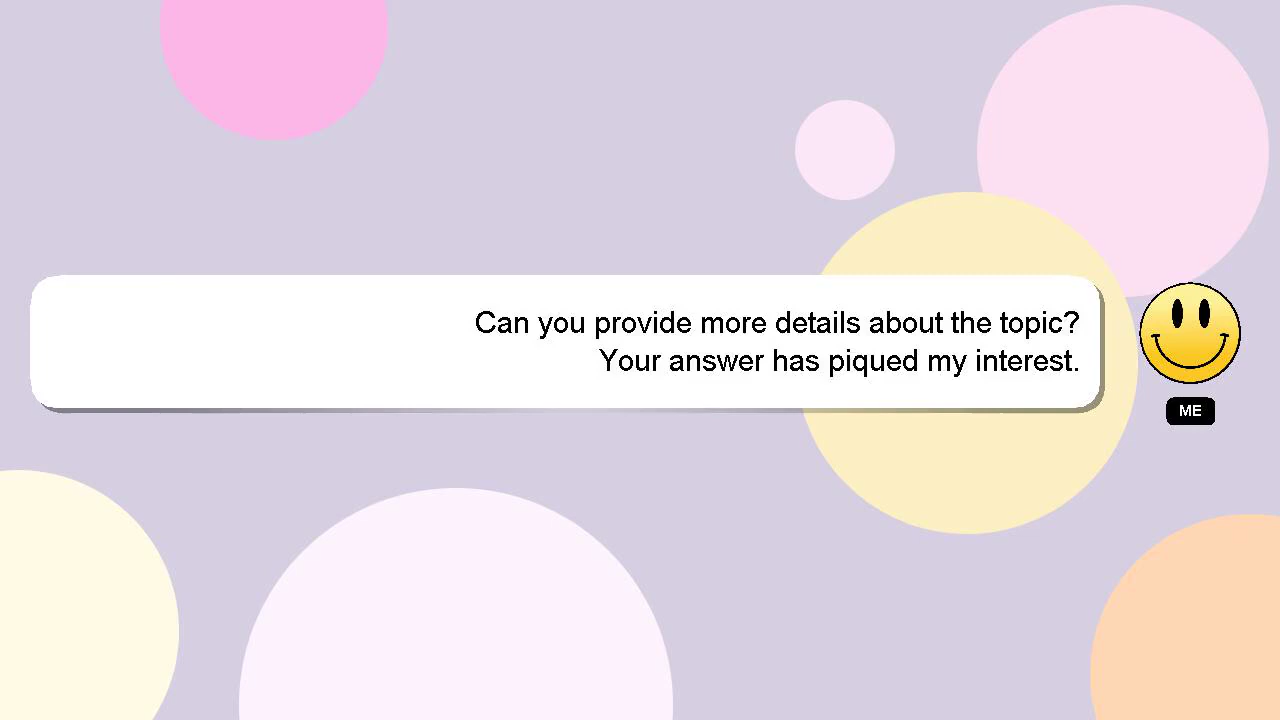 Can you provide more details about the topic?
Your answer has piqued my interest.
ME